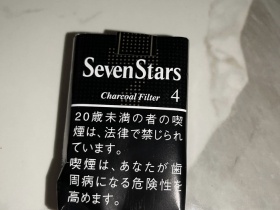 SevenStars
Charcoal Filter 4
20歳未満の者の喫
煙は、法律で禁じられ
ています。
喫煙は、あなたが歯
周病になる危険性を
高めます。